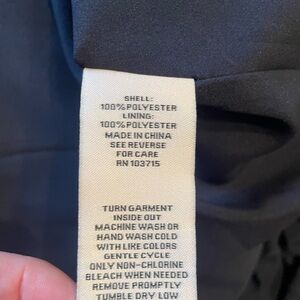 SHELL:
100% POLYESTER
LINING:
100% POLYESTER
MADE IN CHINA
SEE REVERSE
FOR CARE
RN 103715
TURN GARMENT
INSIDE OUT
MACHINE WASH OR
HAND WASH COLD
WITH LIKE COLORS
GENTLE CYCLE
ONLY NON-CHLORINE
BLEACH WHEN NEEDED
REMOVE PROMPTLY
TUMBLE DRY LOW